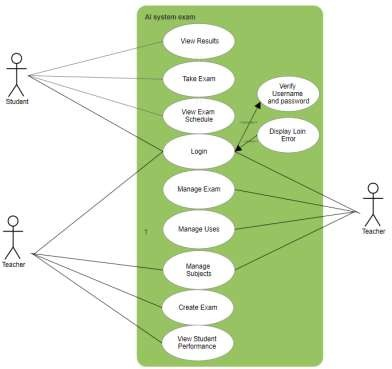 AI system exam
View Results
Take Exam
Student
View Exam
Schedule
Verify
Username
and password
Display Loin
Error
Login
Manage Exam
Manage Uses
Teacher
Teacher
Manage
Subjects
Create Exam
View Student
Performance